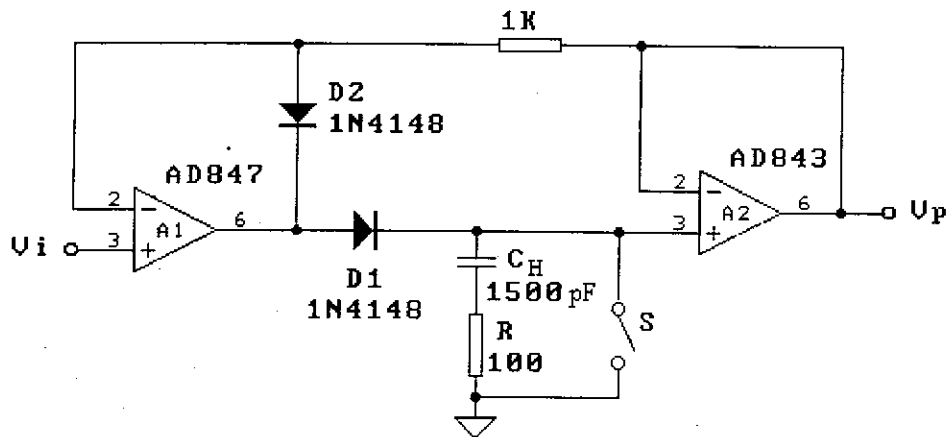 1K
D2
1N4148
AD847
2
−
A1
6
3
+
Vi
D1
1N4148
CH
1500pF
R
100
S
AD843
2
−
A2
6
3
+
Vp